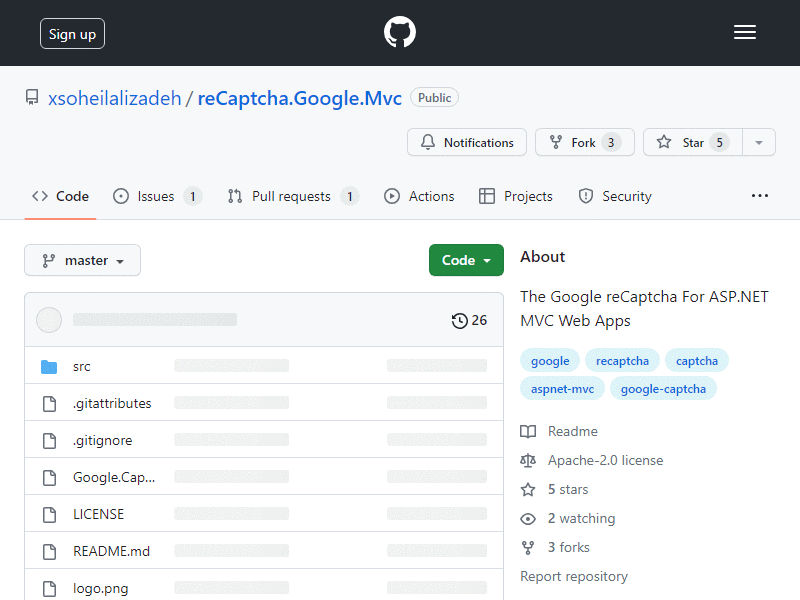 Sign up
xsoheilalizadeh / reCaptcha.Google.Mvc Public
Notifications Fork 3 Star 5
Code Issues 1 Pull requests 1 Actions Projects Security
master Code
26
src
.gitattributes
.gitignore
Google.Cap...
LICENSE
README.md
logo.png
About
The Google reCaptcha For ASP.NET
MVC Web Apps
google recaptcha captcha
aspnet-mvc google-captcha
Readme
Apache-2.0 license
5 stars
2 watching
3 forks
Report repository